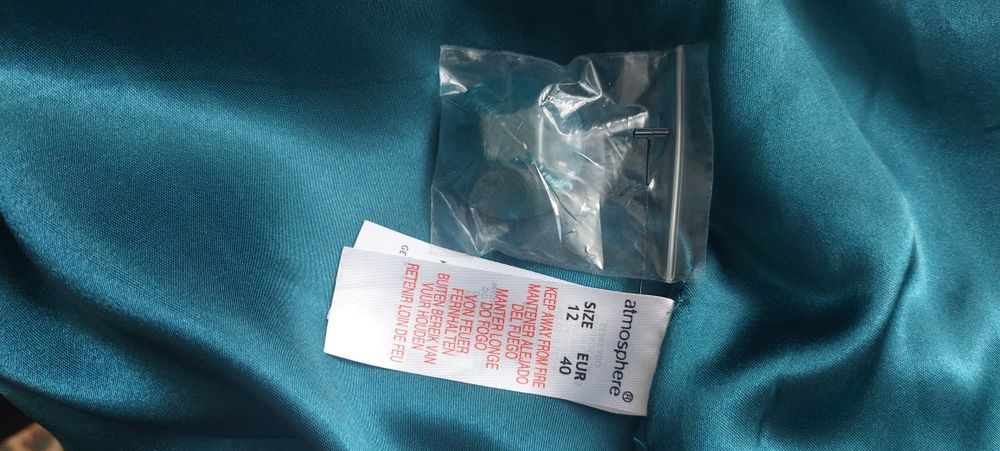 atmosphere®
SIZE EUR
12 40
KEEP AWAY FROM FIRE
MANTENER ALEJADO
DEL FUEGO
MANTER LONGE
DO FOGO
VON FEUER
FERNHALTEN
BUITEN BEREIK VAN
VUUR HOUDEN
RETENIR LOIN DE FEU
GE